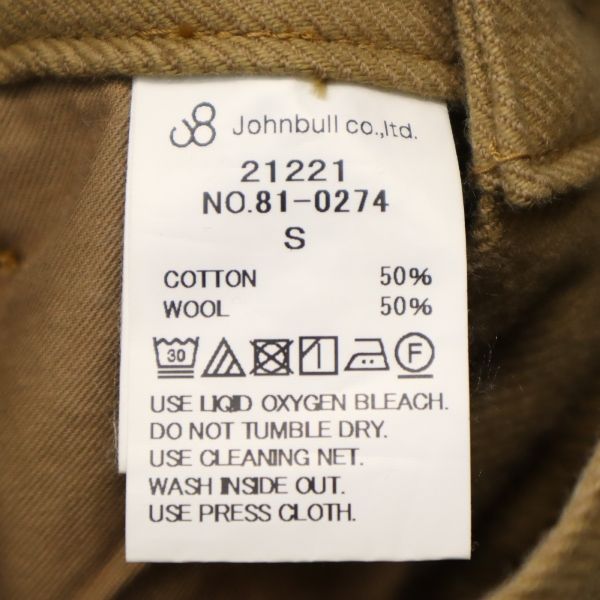 Johnbull co.,ltd.
21221
NO.81-0274
S
COTTON 50%
WOOL 50%
30 F
USE LIQID OXYGEN BLEACH.
DO NOT TUMBLE DRY.
USE CLEANING NET.
WASH INSIDE OUT.
USE PRESS CLOTH.